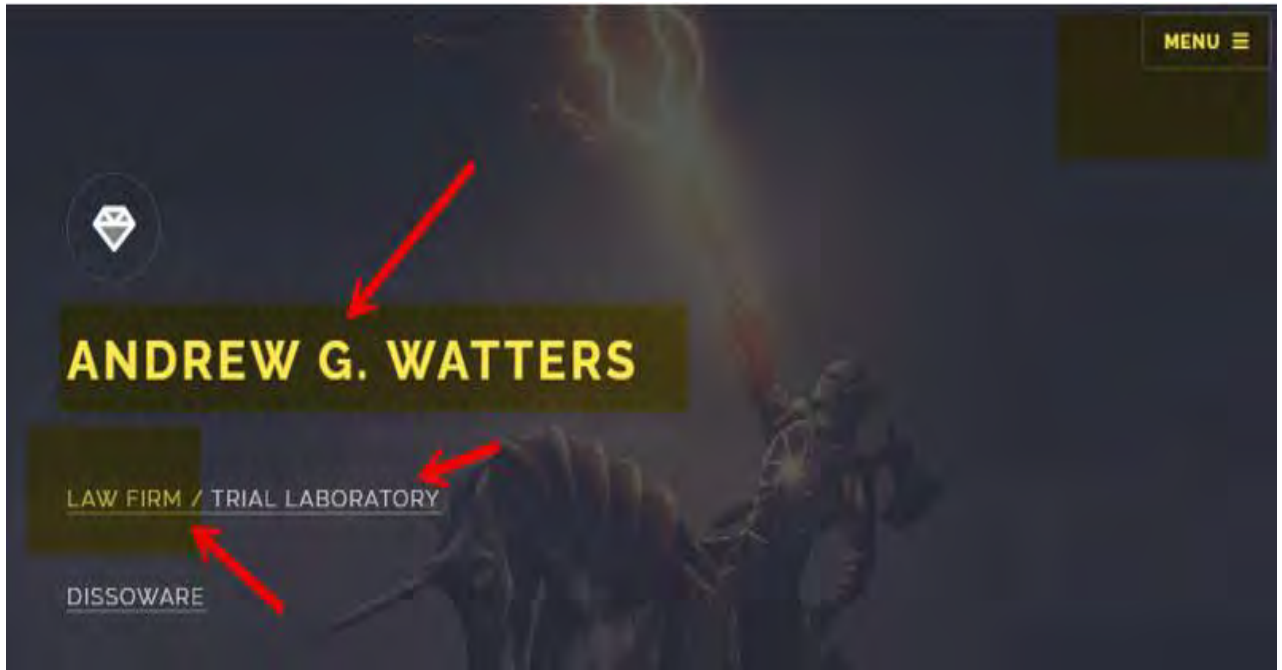 MENU
ANDREW G. WATTERS
LAW FIRM / TRIAL LABORATORY
DISSOWARE